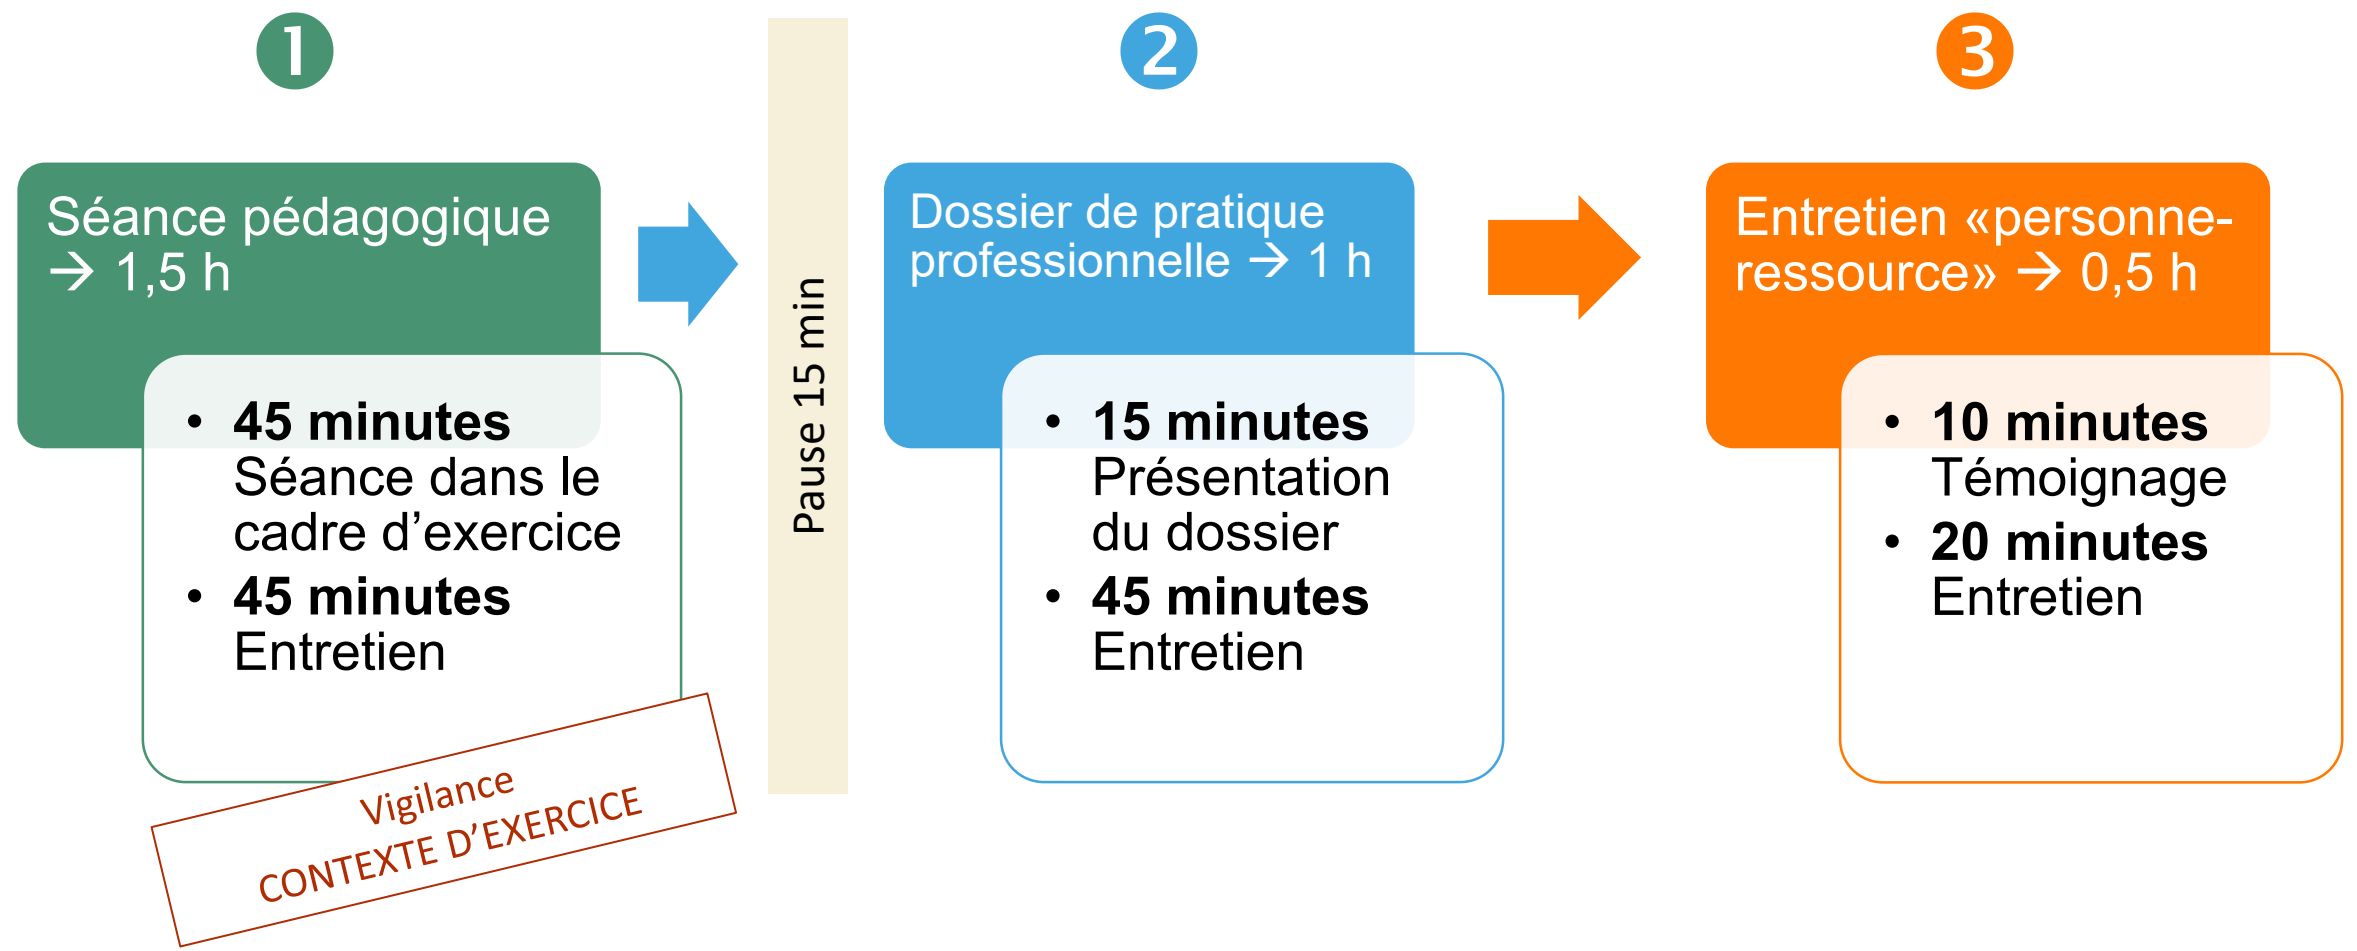 1
Séance pédagogique
→ 1,5 h
• 45 minutes
Séance dans le
cadre d’exercice
• 45 minutes
Entretien
Vigilance
CONTEXTE D’EXERCICE
Pause 15 min
2
Dossier de pratique
professionnelle → 1 h
• 15 minutes
Présentation
du dossier
• 45 minutes
Entretien
3
Entretien «personne-
ressource» → 0,5 h
• 10 minutes
Témoignage
• 20 minutes
Entretien